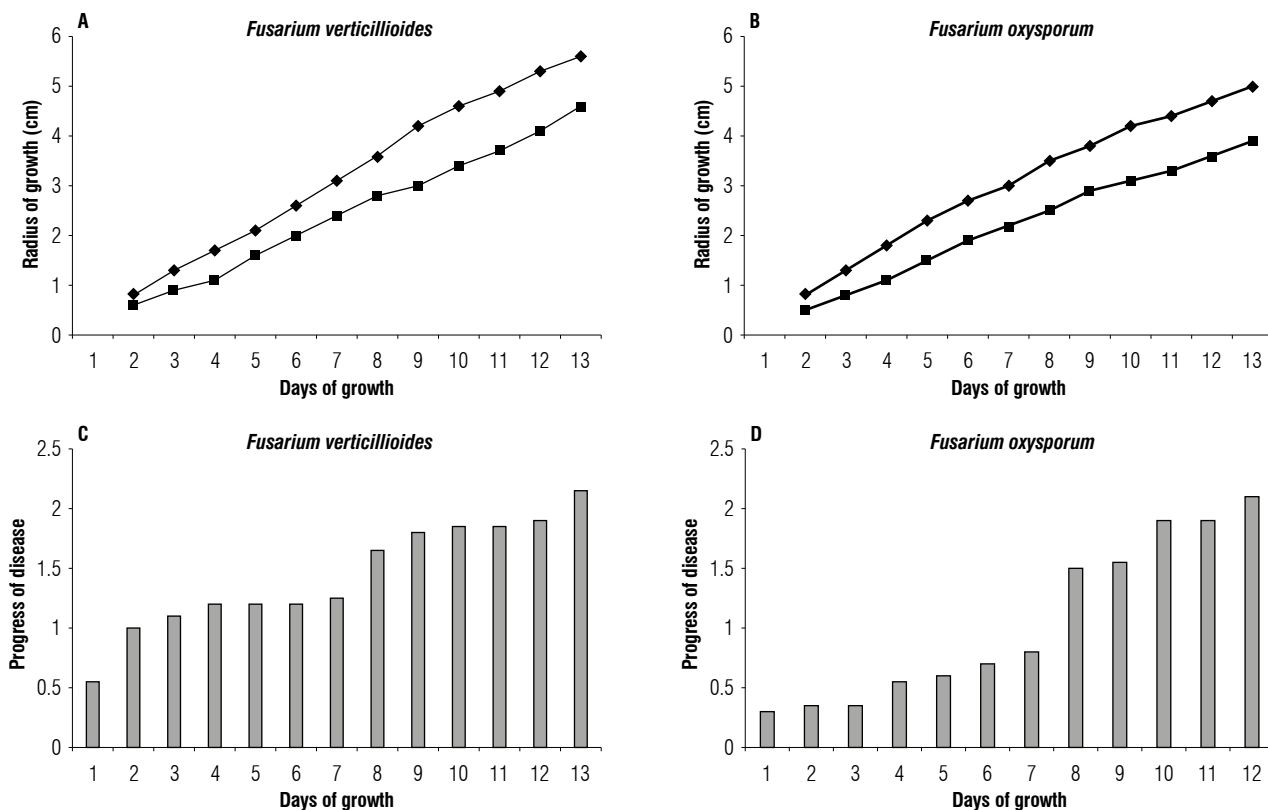 A
Fusarium verticillioides
Radius of growth (cm)
6
5
4
3
2
1
0
1 2 3 4 5 6 7 8 9 10 11 12 13
Days of growth
B
Fusarium oxysporum
Radius of growth (cm)
6
5
4
3
2
1
0
1 2 3 4 5 6 7 8 9 10 11 12 13
Days of growth
C
Fusarium verticillioides
Progress of disease
2.5
2
1.5
1
0.5
0
1 2 3 4 5 6 7 8 9 10 11 12 13
Days of growth
D
Fusarium oxysporum
Progress of disease
2.5
2
1.5
1
0.5
0
1 2 3 4 5 6 7 8 9 10 11 12
Days of growth